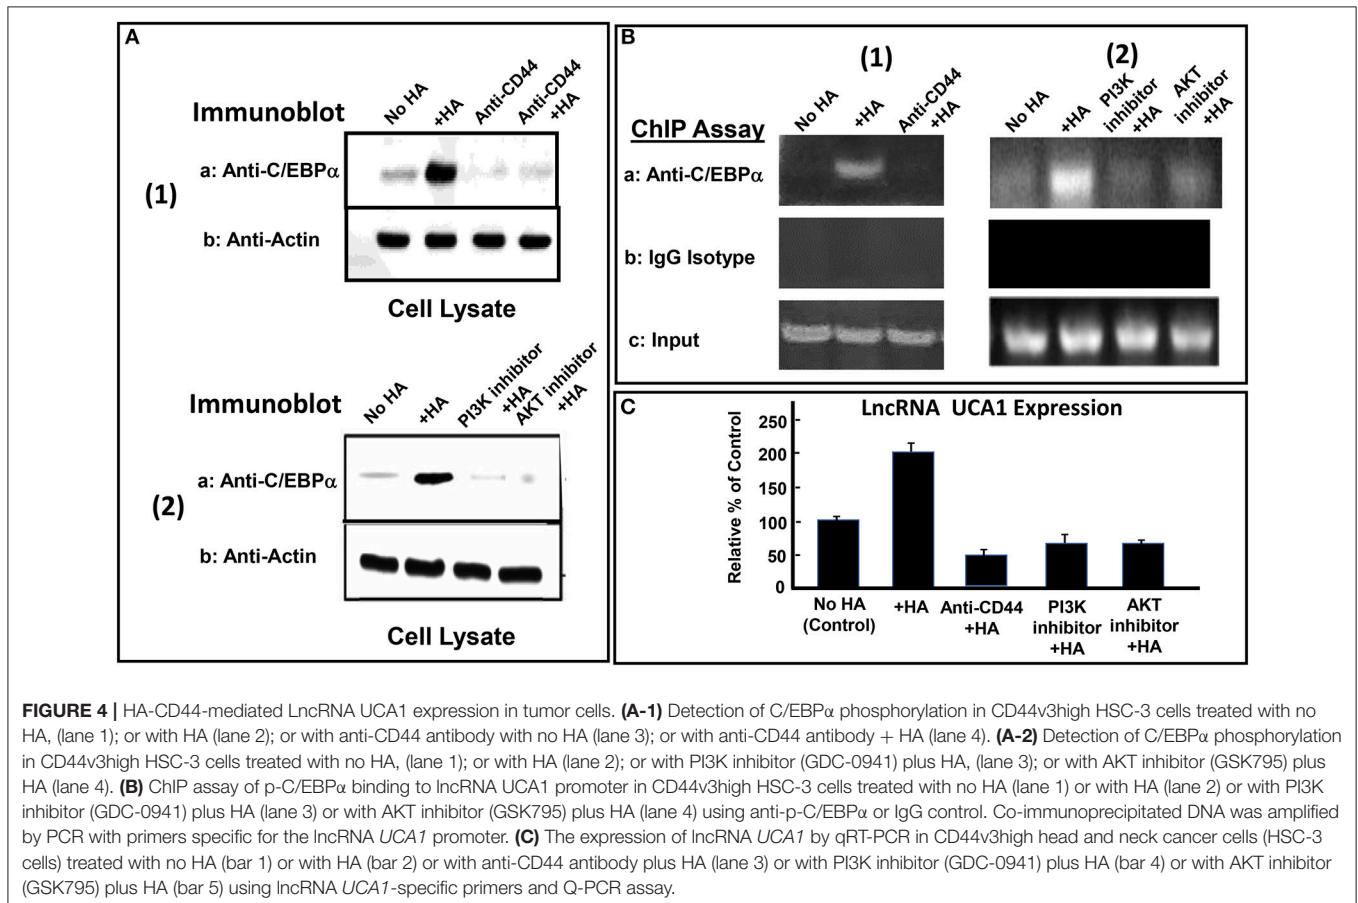 A
Immunoblot
No HA
+HA
Anti-CD44
Anti-CD44
+HA
(1)
a: Anti-C/EBPα
b: Anti-Actin
Cell Lysate
Immunoblot
No HA
+HA
PI3K inhibitor
+HA
AKT inhibitor
+HA
(2)
a: Anti-C/EBPα
b: Anti-Actin
Cell Lysate
B
(1)
(2)
ChIP Assay
No HA
+HA
Anti-CD44
+HA
No HA
+HA
PI3K
inhibitor
+HA
AKT
inhibitor
+HA
a: Anti-C/EBPα
b: IgG Isotype
c: Input
C
LncRNA UCA1 Expression
Relative % of Control
250
200
150
100
50
0
No HA
(Control)
+HA
Anti-CD44
+HA
PI3K
inhibitor
+HA
AKT
inhibitor
+HA
FIGURE 4 | HA-CD44-mediated LncRNA UCA1 expression in tumor cells. (A-1) Detection of C/EBPα phosphorylation in CD44v3high HSC-3 cells treated with no
HA, (lane 1); or with HA (lane 2); or with anti-CD44 antibody with no HA (lane 3); or with anti-CD44 antibody + HA (lane 4). (A-2) Detection of C/EBPα phosphorylation
in CD44v3high HSC-3 cells treated with no HA, (lane 1); or with HA (lane 2); or with PI3K inhibitor (GDC-0941) plus HA, (lane 3); or with AKT inhibitor (GSK795) plus
HA (lane 4). (B) ChIP assay of p-C/EBPα binding to lncRNA UCA1 promoter in CD44v3high HSC-3 cells treated with no HA (lane 1) or with HA (lane 2) or with PI3K
inhibitor (GDC-0941) plus HA (lane 3) or with AKT inhibitor (GSK795) plus HA (lane 4) using anti-p-C/EBPα or IgG control. Co-immunoprecipitated DNA was amplified
by PCR with primers specific for the lncRNA UCA1 promoter. (C) The expression of lncRNA UCA1 by qRT-PCR in CD44v3high head and neck cancer cells (HSC-3
cells) treated with no HA (bar 1) or with HA (bar 2) or with anti-CD44 antibody plus HA (lane 3) or with PI3K inhibitor (GDC-0941) plus HA (bar 4) or with AKT inhibitor
(GSK795) plus HA (bar 5) using lncRNA UCA1-specific primers and Q-PCR assay.